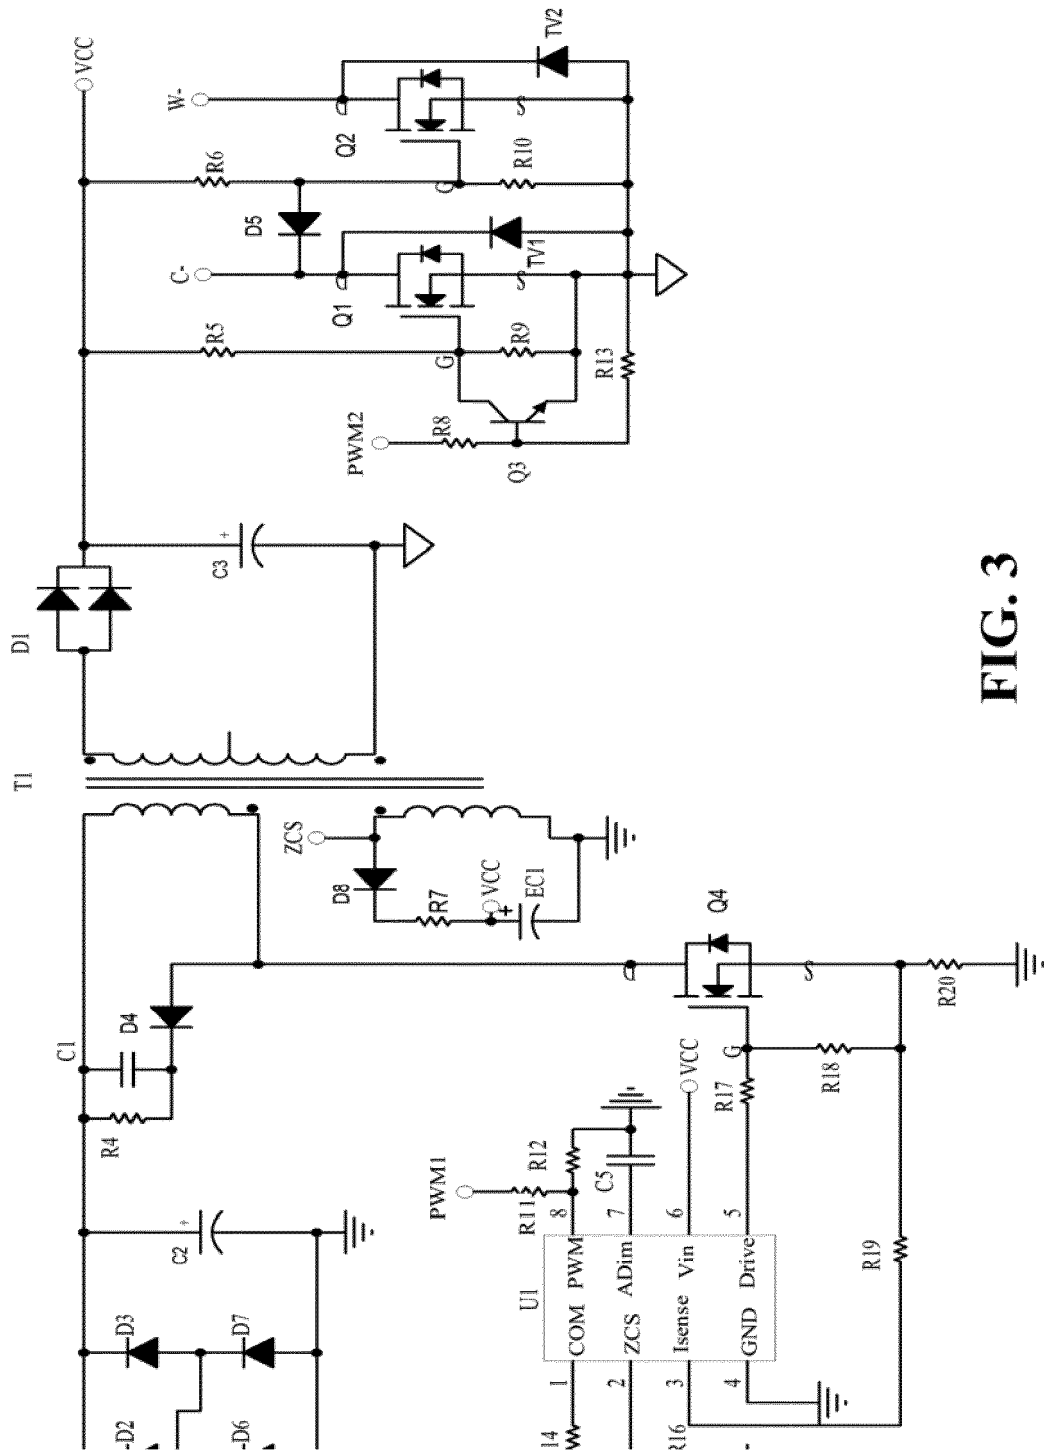 VCC
W-
TV2
Q2
R6
R10
G
D
S
D5
C-
TV1
Q1
D
S
R5
R9
G
R13
PWM2
R8
Q3
+
C3
D1
T1
ZCS
D8
R7
VCC
+
EC1
Q4
D
S
G
R20
C1
D4
R4
VCC
R17
R18
PWM1
R11
R12
C5
8
7
6
5
U1
COM PWM
ZCS ADim
Isense Vin
GND Drive
1
2
3
4
R19
R16
14
+
C2
D3
D7
-D2
-D6
FIG. 3